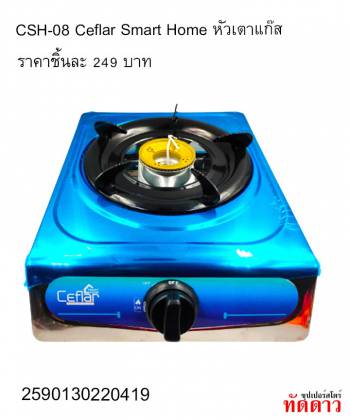 CSH-08 Ceflar Smart Home หัวเตาแก๊ส
ราคาชิ้นละ 249 บาท
OFF
Ceflar
2590130220419
ซุปเปอร์สโตร์
ทัดดาว